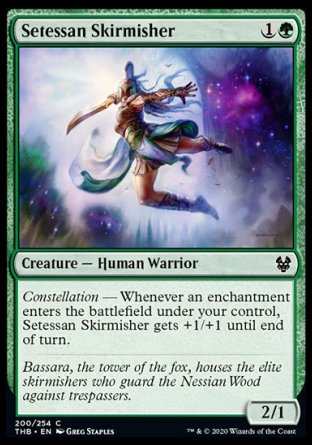 Setessan Skirmisher 1
Creature — Human Warrior
Constellation — Whenever an enchantment
enters the battlefield under your control,
Setessan Skirmisher gets +1/+1 until end
of turn.
Bassara, the tower of the fox, houses the elite
skirmishers who guard the Nessian Wood
against trespassers.
2/1
200/254 C
THB • EN Greg Staples ™ & © 2020 Wizards of the Coast